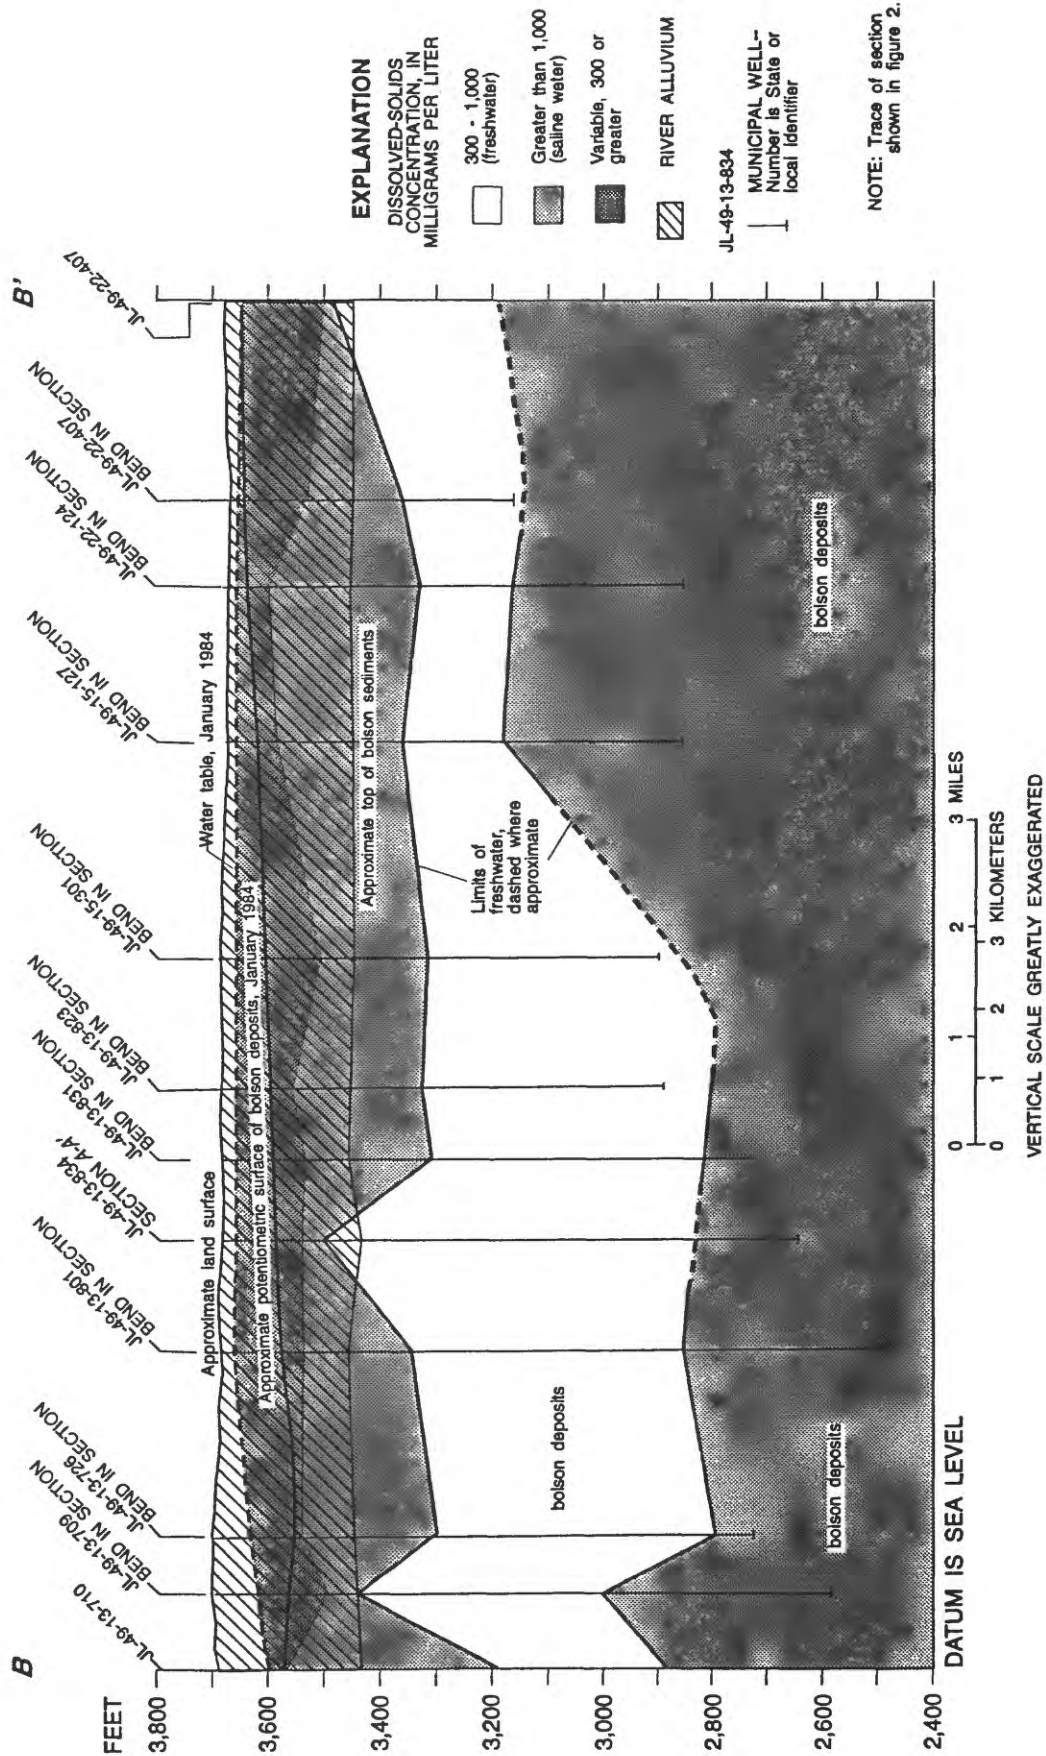 B
B'
JL-49-13-710
JL-49-13-709
BEND IN SECTION
JL-49-13-726
BEND IN SECTION
JL-49-13-801
BEND IN SECTION
JL-49-13-834
SECTION A-A'
JL-49-13-831
BEND IN SECTION
JL-49-13-823
BEND IN SECTION
JL-49-15-301
BEND IN SECTION
JL-49-15-127
BEND IN SECTION
JL-49-22-124
BEND IN SECTION
JL-49-22-407
BEND IN SECTION
JL-49-22-407
FEET
3,800
3,600
3,400
3,200
3,000
2,800
2,600
2,400
Approximate land surface
Water table, January 1984
Approximate potentiometric surface of bolson deposits, January 1984
Approximate top of bolson sediments
Limits of
freshwater,
dashed where
approximate
bolson deposits
bolson deposits
bolson deposits
DATUM IS SEA LEVEL
0 1 2 3 MILES
0 1 2 3 KILOMETERS
VERTICAL SCALE GREATLY EXAGGERATED
EXPLANATION
DISSOLVED-SOLIDS
CONCENTRATION, IN
MILLIGRAMS PER LITER
300 - 1,000
(freshwater)
Greater than 1,000
(saline water)
Variable, 300 or
greater
RIVER ALLUVIUM
JL-49-13-834
MUNICIPAL WELL--
Number is State or
local identifier
NOTE: Trace of section
shown in figure 2.